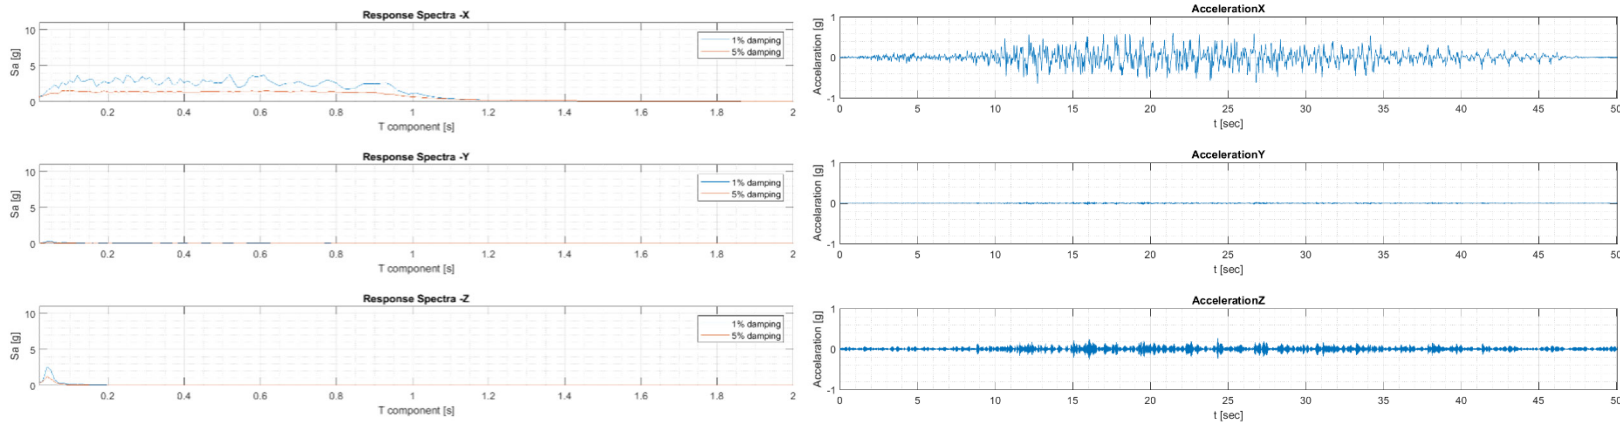 Response Spectra -X
10
5
0
Sa [g]
1% damping
5% damping
0.2 0.4 0.6 0.8 1 1.2 1.4 1.6 1.8 2
T component [s]
Response Spectra -Y
10
5
0
Sa [g]
1% damping
5% damping
0.2 0.4 0.6 0.8 1 1.2 1.4 1.6 1.8 2
T component [s]
Response Spectra -Z
10
5
0
Sa [g]
1% damping
5% damping
0.2 0.4 0.6 0.8 1 1.2 1.4 1.6 1.8 2
T component [s]
AccelerationX
1
0
-1
Accelaration [g]
0 5 10 15 20 25 30 35 40 45 50
t [sec]
AccelerationY
1
0
-1
Accelaration [g]
0 5 10 15 20 25 30 35 40 45 50
t [sec]
AccelerationZ
1
0
-1
Accelaration [g]
0 5 10 15 20 25 30 35 40 45 50
t [sec]